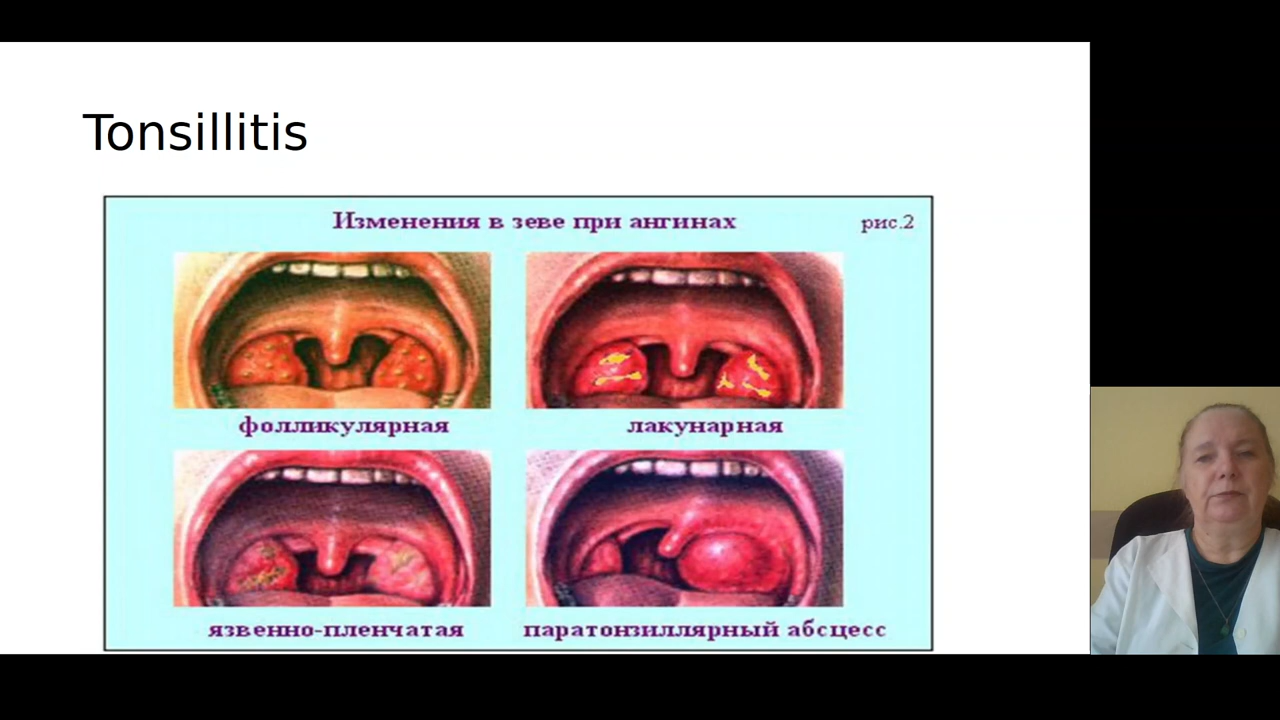 Tonsillitis
Изменения в зеве при ангинах
рис.2
фолликулярная
лакунарная
язвенно-пленчатая
паратонзиллярный абсцесс